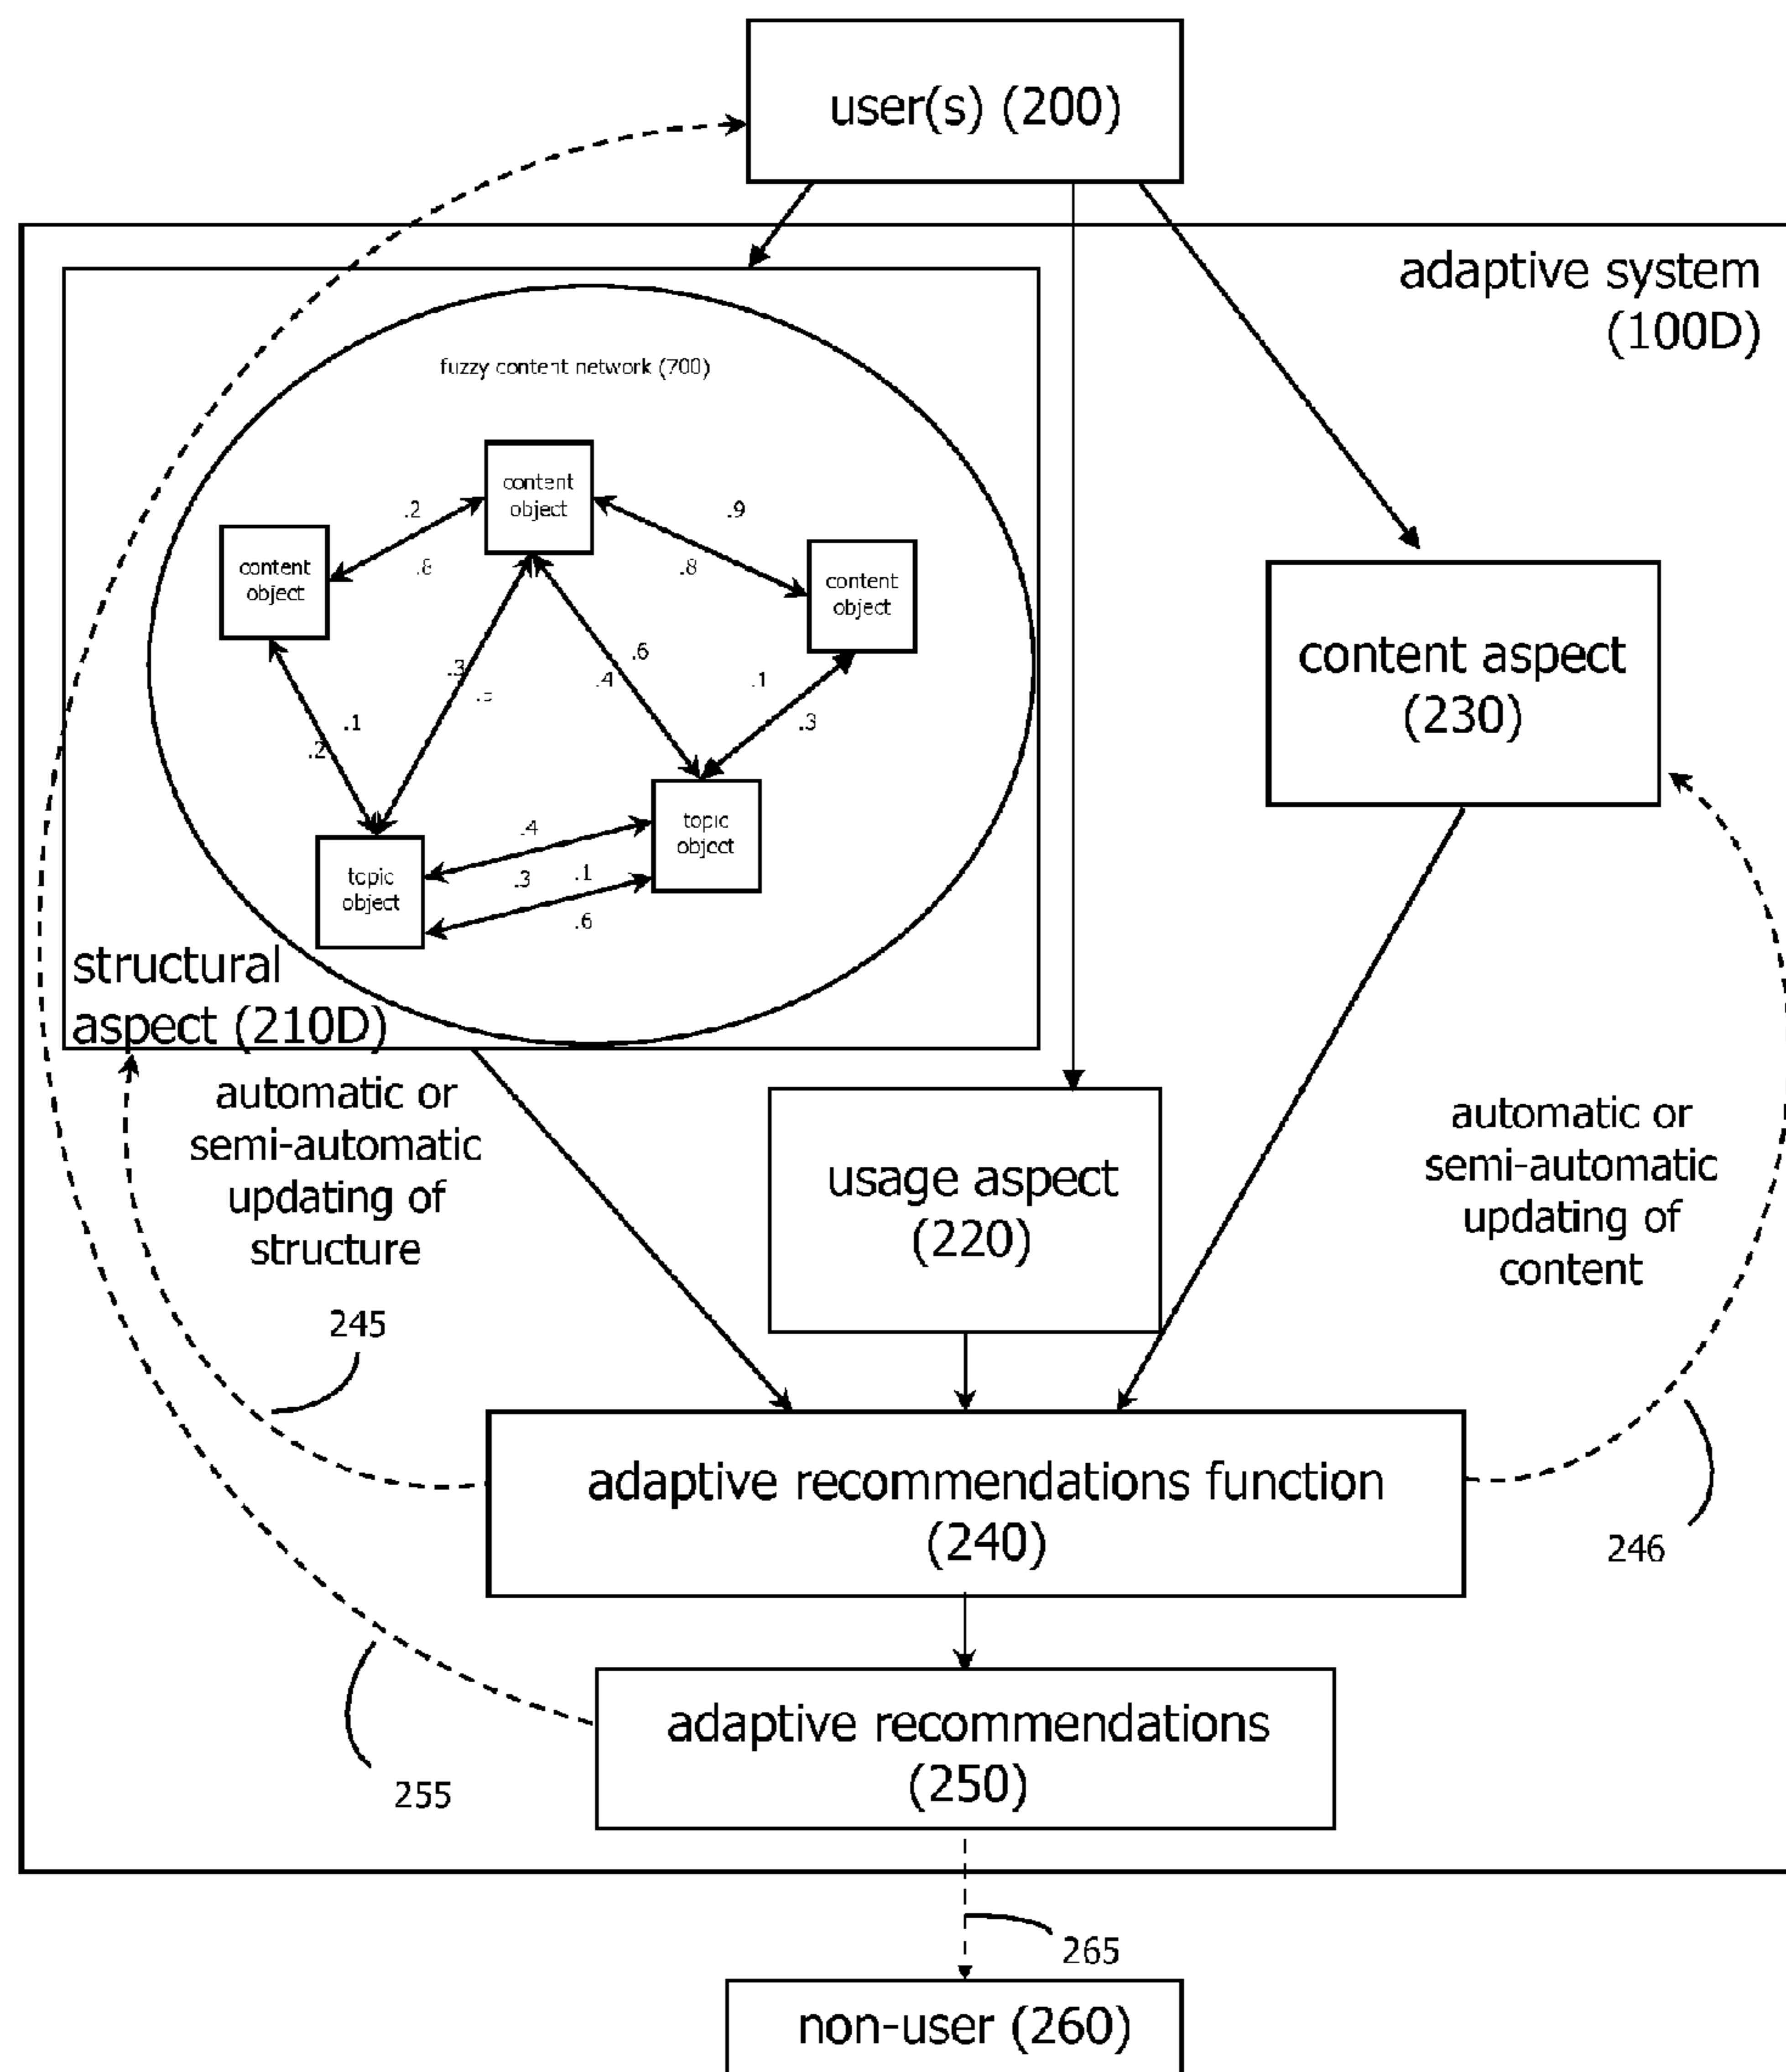 user(s) (200)
adaptive system
(100D)
fuzzy content network (700)
content
object
.2
.9
content
object
.8
.8
content
object
content aspect
(230)
.6
.3
.4
.1
.1
.2
.3
topic
object
.4
topic
object
.3
.1
.6
structural
aspect (210D)
automatic or
semi-automatic
updating of
structure
usage aspect
(220)
automatic or
semi-automatic
updating of
content
245
adaptive recommendations function
(240)
246
adaptive recommendations
(250)
255
265
non-user (260)